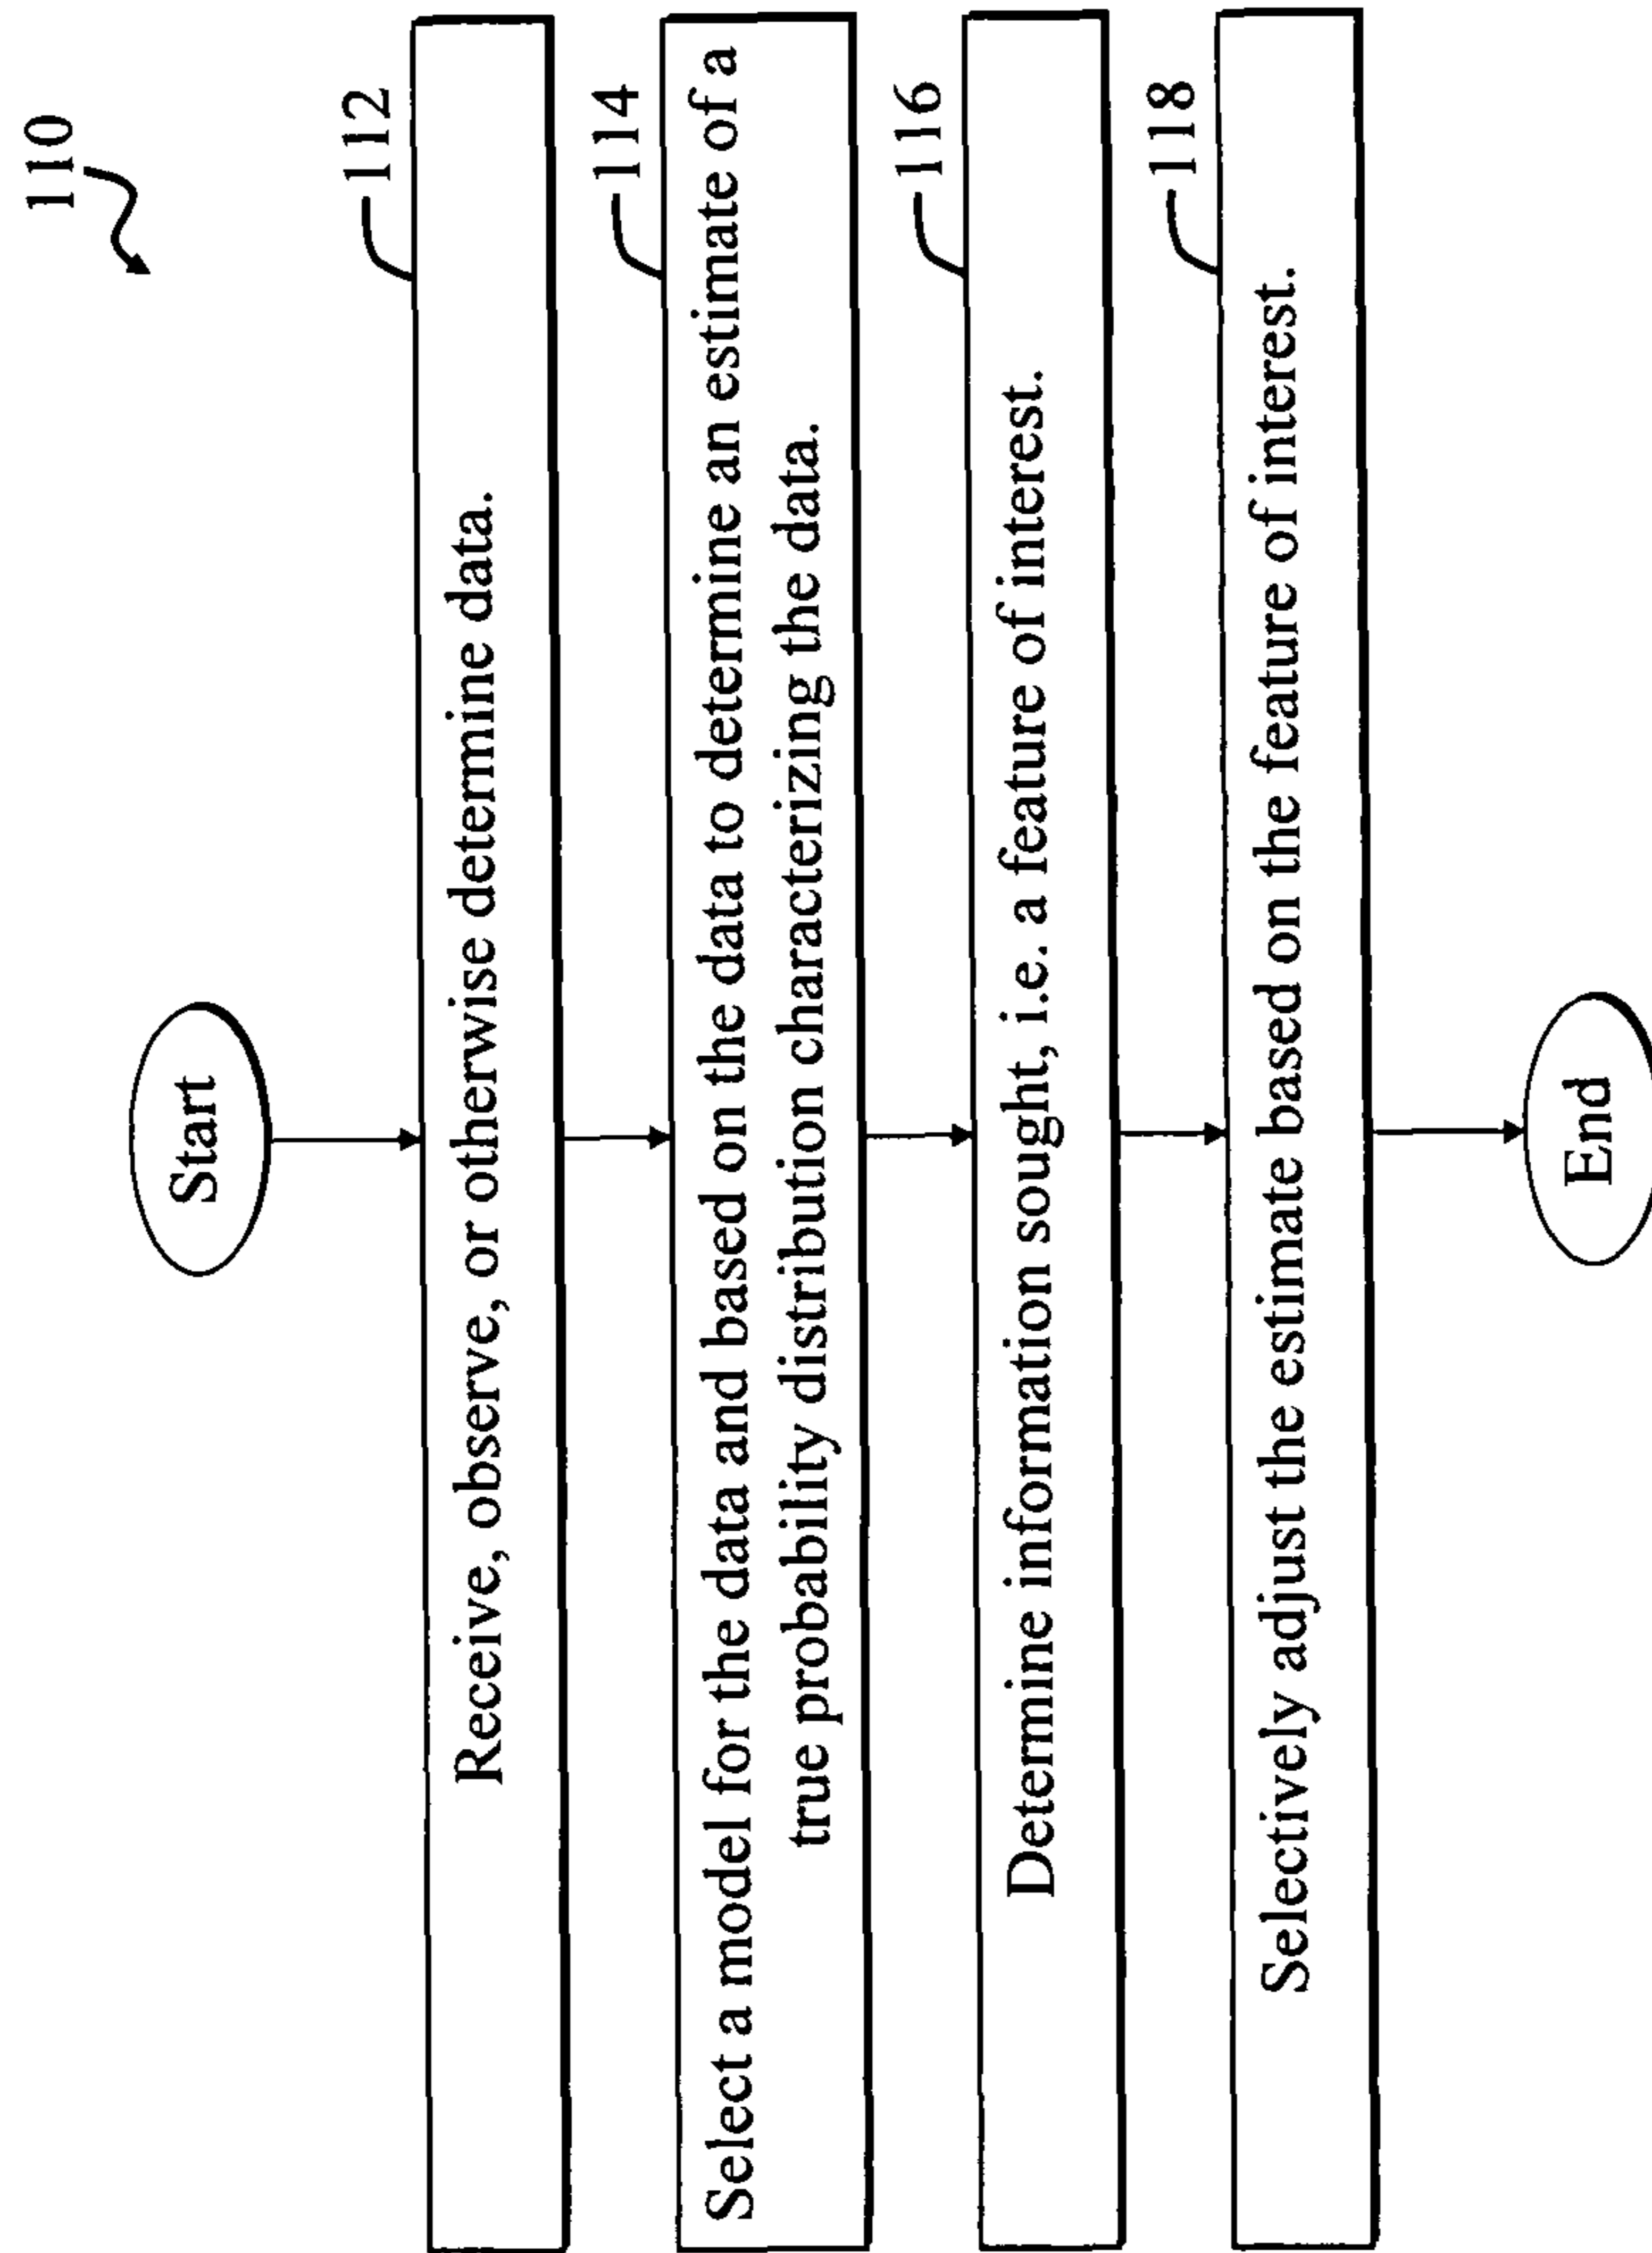 110
Start
112
Receive, observe, or otherwise determine data.
114
Select a model for the data and based on the data to determine an estimate of a
true probability distribution characterizing the data.
116
Determine information sought, i.e. a feature of interest.
118
Selectively adjust the estimate based on the feature of interest.
End